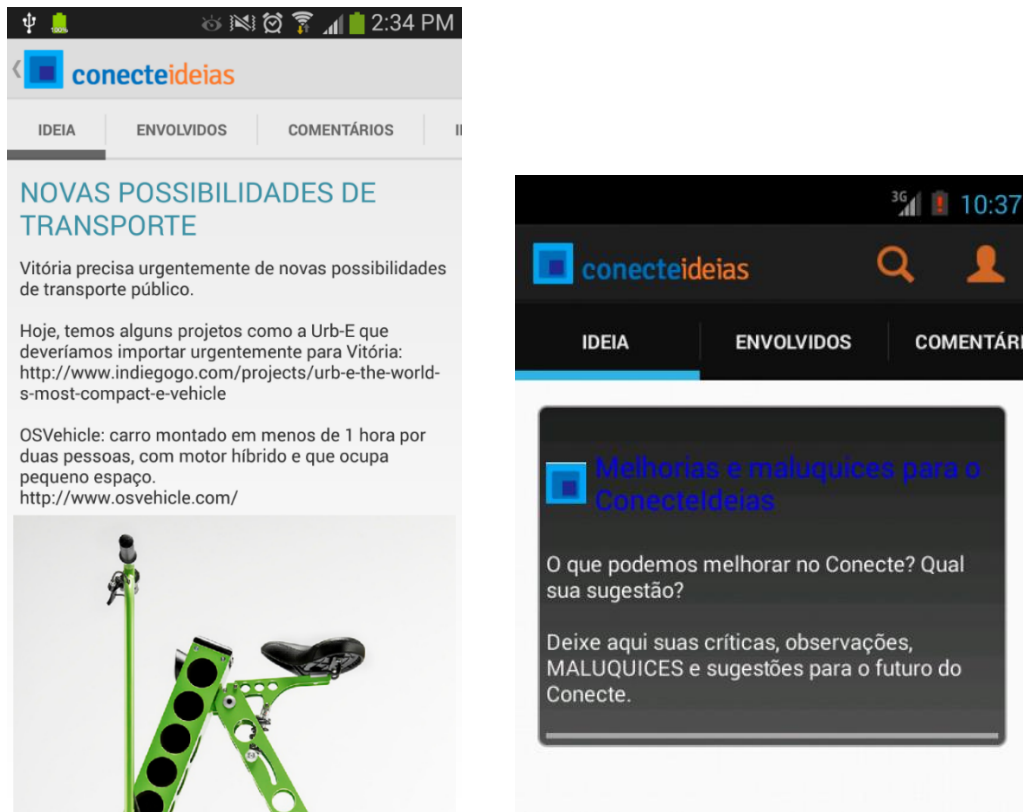 100%
2:34 PM
conecteideias
IDEIA
ENVOLVIDOS
COMENTÁRIOS
NOVAS POSSIBILIDADES DE
TRANSPORTE
Vitória precisa urgentemente de novas possibilidades
de transporte público.
Hoje, temos alguns projetos como a Urb-E que
deveríamos importar urgentemente para Vitória:
http://www.indiegogo.com/projects/urb-e-the-world-
s-most-compact-e-vehicle
OSVehicle: carro montado em menos de 1 hora por
duas pessoas, com motor híbrido e que ocupa
pequeno espaço.
http://www.osvehicle.com/
3G
10:37
conecteideias
IDEIA
ENVOLVIDOS
COMENTÁRI
Melhorias e maluquices para o
ConecteIdeias
O que podemos melhorar no Conecte? Qual
sua sugestão?
Deixe aqui suas críticas, observações,
MALUQUICES e sugestões para o futuro do
Conecte.